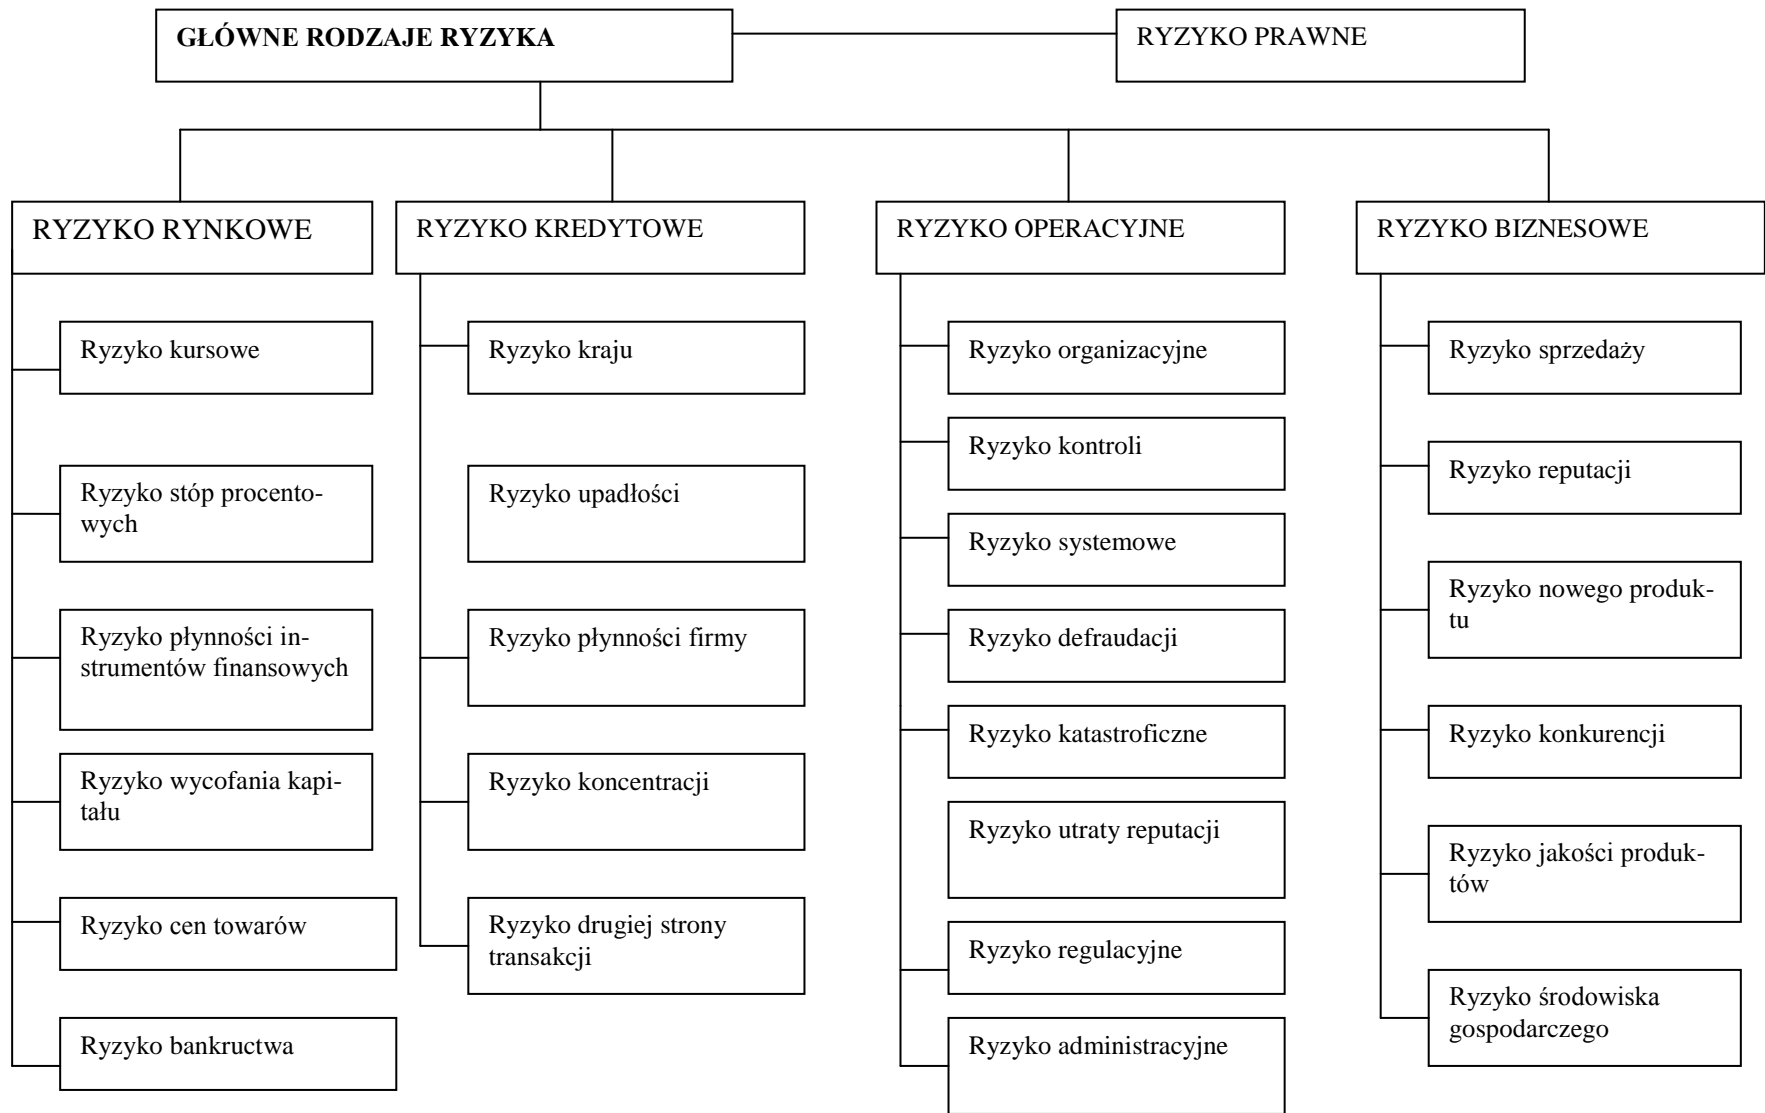 GŁÓWNE RODZAJE RYZYKA
RYZYKO PRAWNE
RYZYKO RYNKOWE
Ryzyko kursowe
Ryzyko stóp procento-
wych
Ryzyko płynności in-
strumentów finansowych
Ryzyko wycofania kapi-
tału
Ryzyko cen towarów
Ryzyko bankructwa
RYZYKO KREDYTOWE
Ryzyko kraju
Ryzyko upadłości
Ryzyko płynności firmy
Ryzyko koncentracji
Ryzyko drugiej strony
transakcji
RYZYKO OPERACYJNE
Ryzyko organizacyjne
Ryzyko kontroli
Ryzyko systemowe
Ryzyko defraudacji
Ryzyko katastroficzne
Ryzyko utraty reputacji
Ryzyko regulacyjne
Ryzyko administracyjne
RYZYKO BIZNESOWE
Ryzyko sprzedaży
Ryzyko reputacji
Ryzyko nowego produk-
tu
Ryzyko konkurencji
Ryzyko jakości produk-
tów
Ryzyko środowiska
gospodarczego